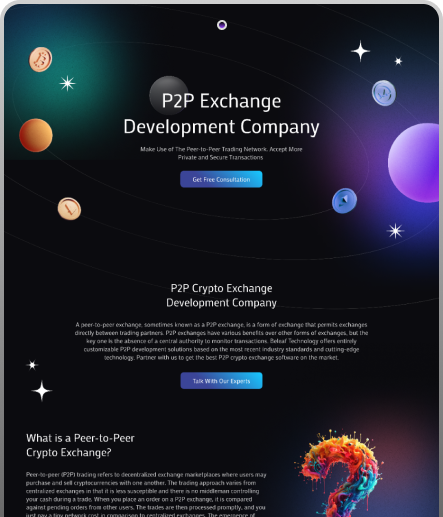 P2P Exchange
Development Company
Make Use of The Peer-to-Peer Trading Network, Accept More
Private and Secure Transactions
Get Free Consultation
P2P Crypto Exchange
Development Company
A peer-to-peer exchange, sometimes known as a P2P exchange, is a form of exchange that permits exchanges
directly between trading partners. P2P exchanges have various benefits over other forms of exchanges, but the
key one is the absence of a central authority to monitor transactions. Beleaf Technology offers entirely
customizable P2P development solutions based on the most recent industry standards and cutting-edge
technology. Partner with us to get the best P2P crypto exchange software on the market.
Talk With Our Experts
What is a Peer-to-Peer
Crypto Exchange?
Peer-to-peer (P2P) trading refers to decentralized exchange marketplaces where users may
purchase and sell cryptocurrencies with one another. The trading approach varies from
centralized exchanges in that it is less susceptible and there is no middleman controlling
your cash during a trade. When you place an order on a P2P exchange, it is compared
against pending orders from other users. The trades are then processed promptly, and you
just pay a tiny network cost in comparison to centralized exchanges. The emergence of